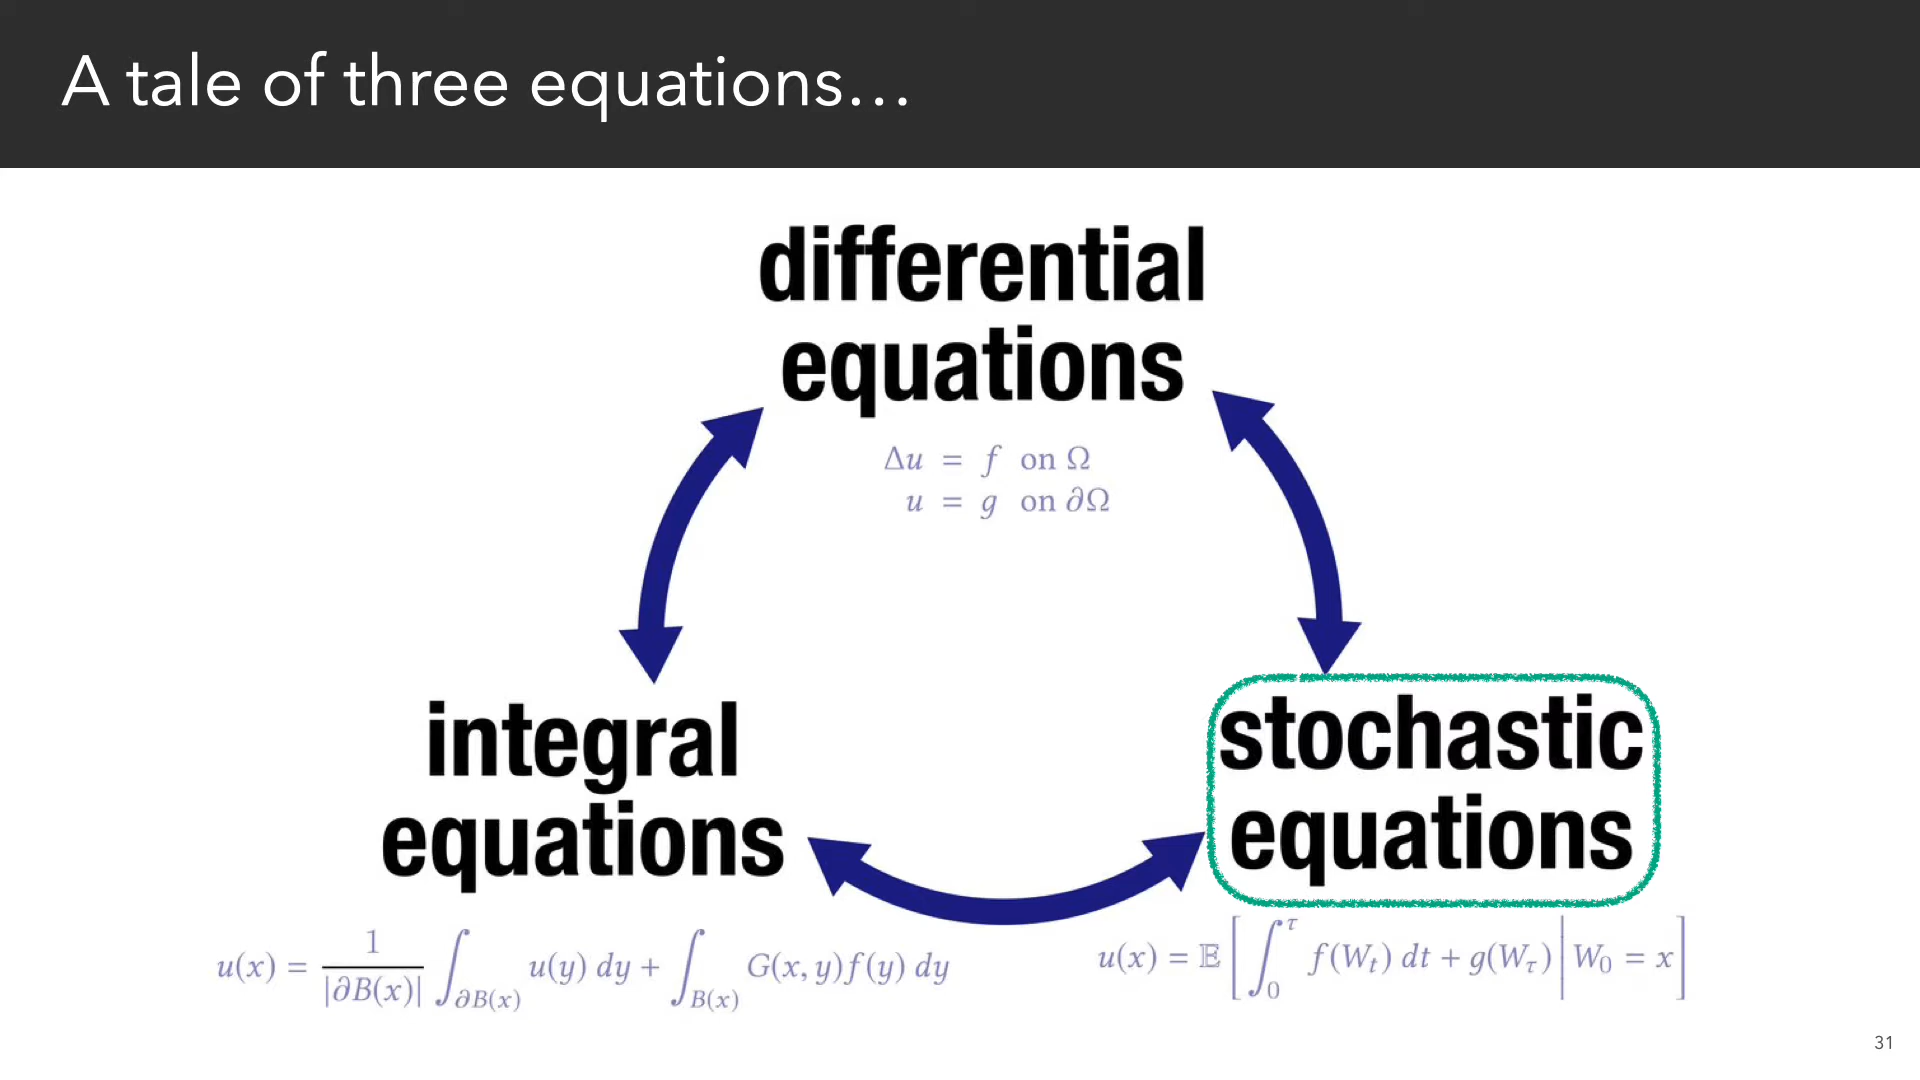 A tale of three equations…
differential
equations
Δu = f on Ω
u = g on ∂Ω
integral
equations
stochastic
equations
u(x) = \frac{1}{|∂B(x)|} ∫_{∂B(x)} u(y) dy + ∫_{B(x)} G(x, y)f(y) dy
u(x) = 𝔼[∫_0^τ f(W_t) dt + g(W_τ) | W_0 = x]
31